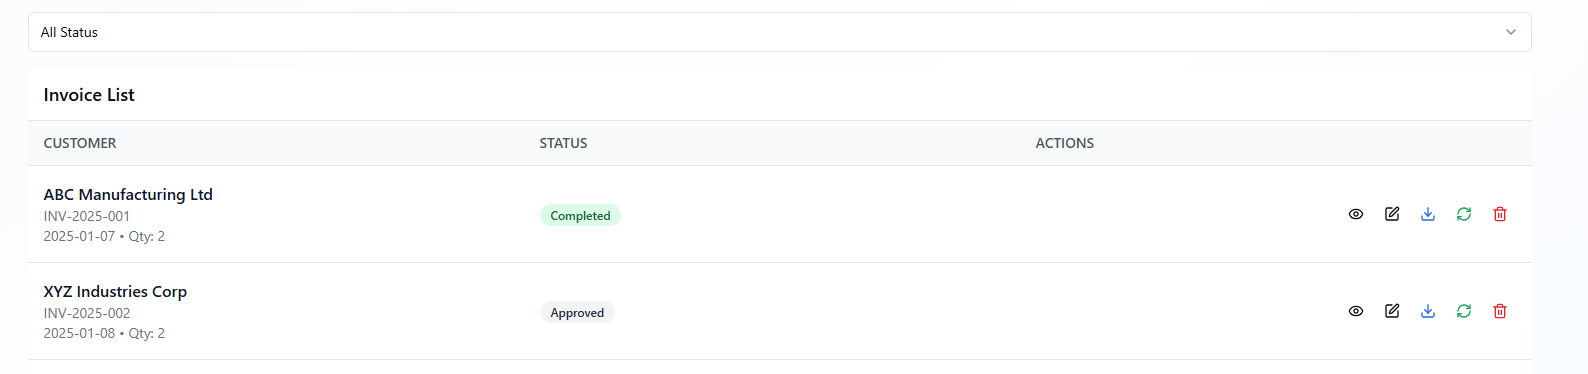 All Status
Invoice List
CUSTOMER STATUS ACTIONS
ABC Manufacturing Ltd
INV-2025-001
2025-01-07 • Qty: 2
Completed
XYZ Industries Corp
INV-2025-002
2025-01-08 • Qty: 2
Approved